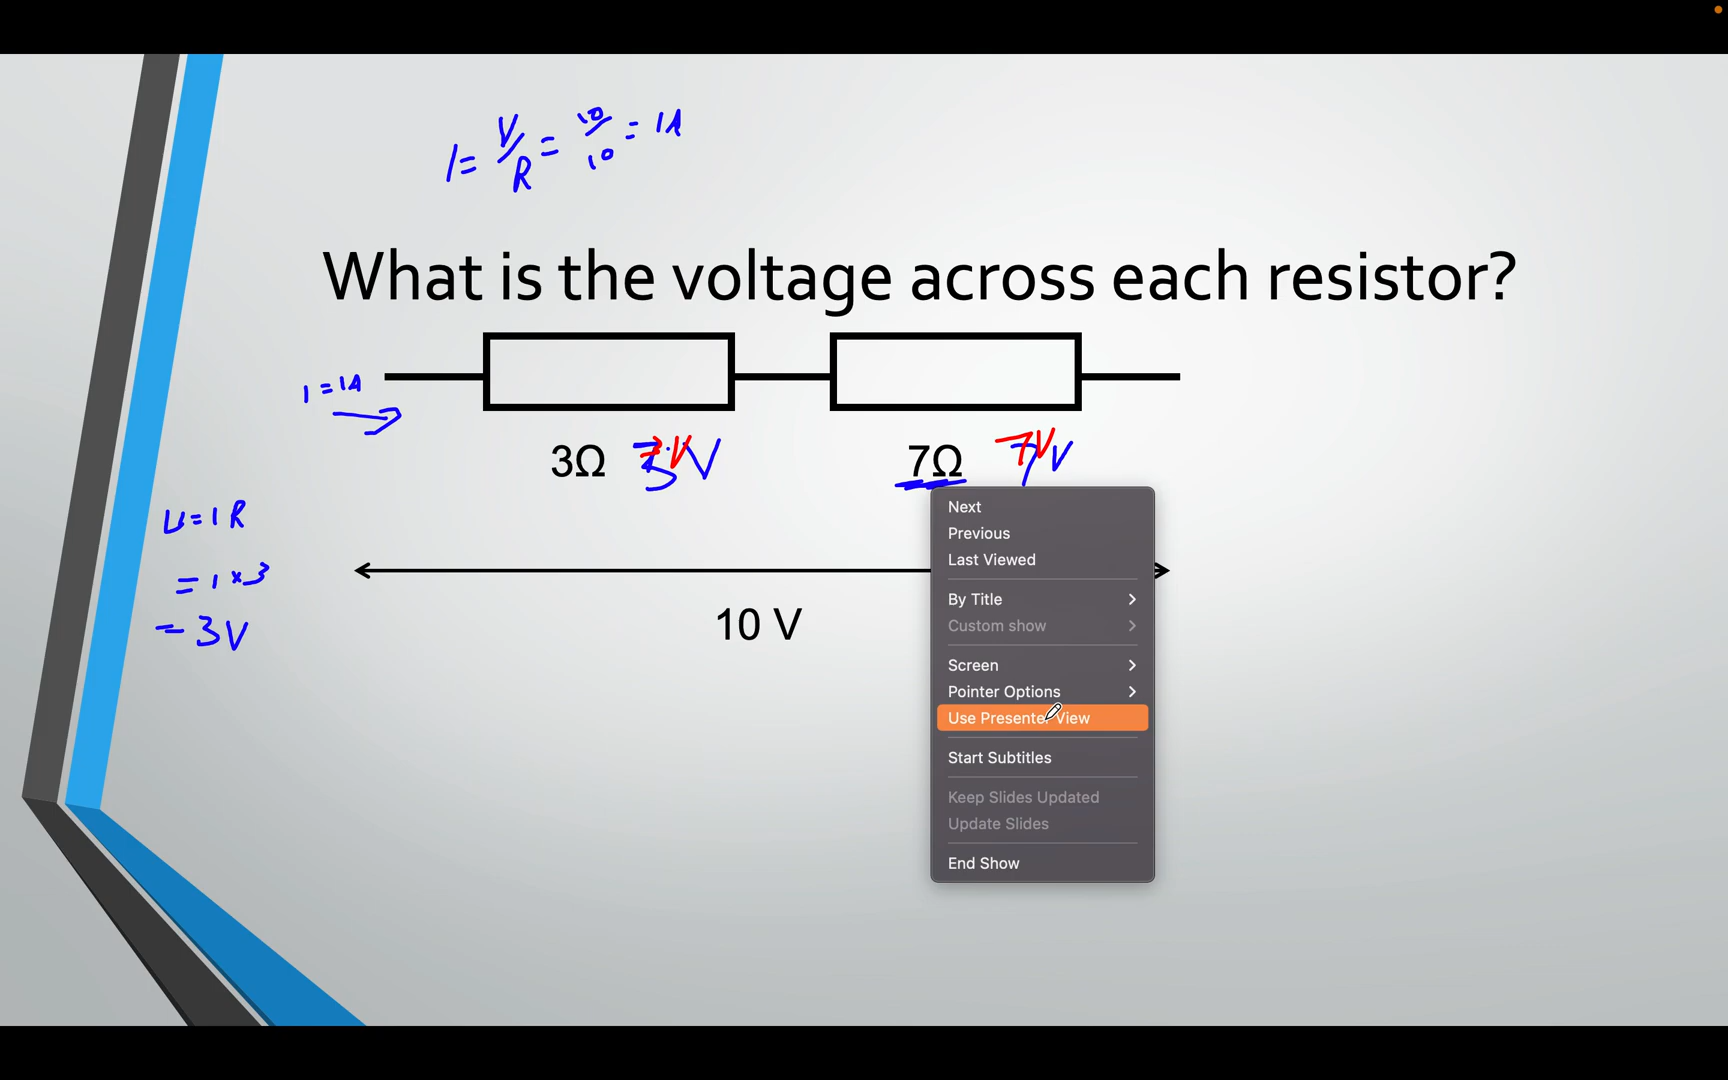 I = V/R = 10/10 = 1A
What is the voltage across each resistor?
I = 1A
3Ω 3V 3V 7Ω 7V 7V
V = I R
= 1 × 3
= 3V
10 V
Next
Previous
Last Viewed
By Title
Custom show
Screen
Pointer Options
Use Presenter View
Start Subtitles
Keep Slides Updated
Update Slides
End Show